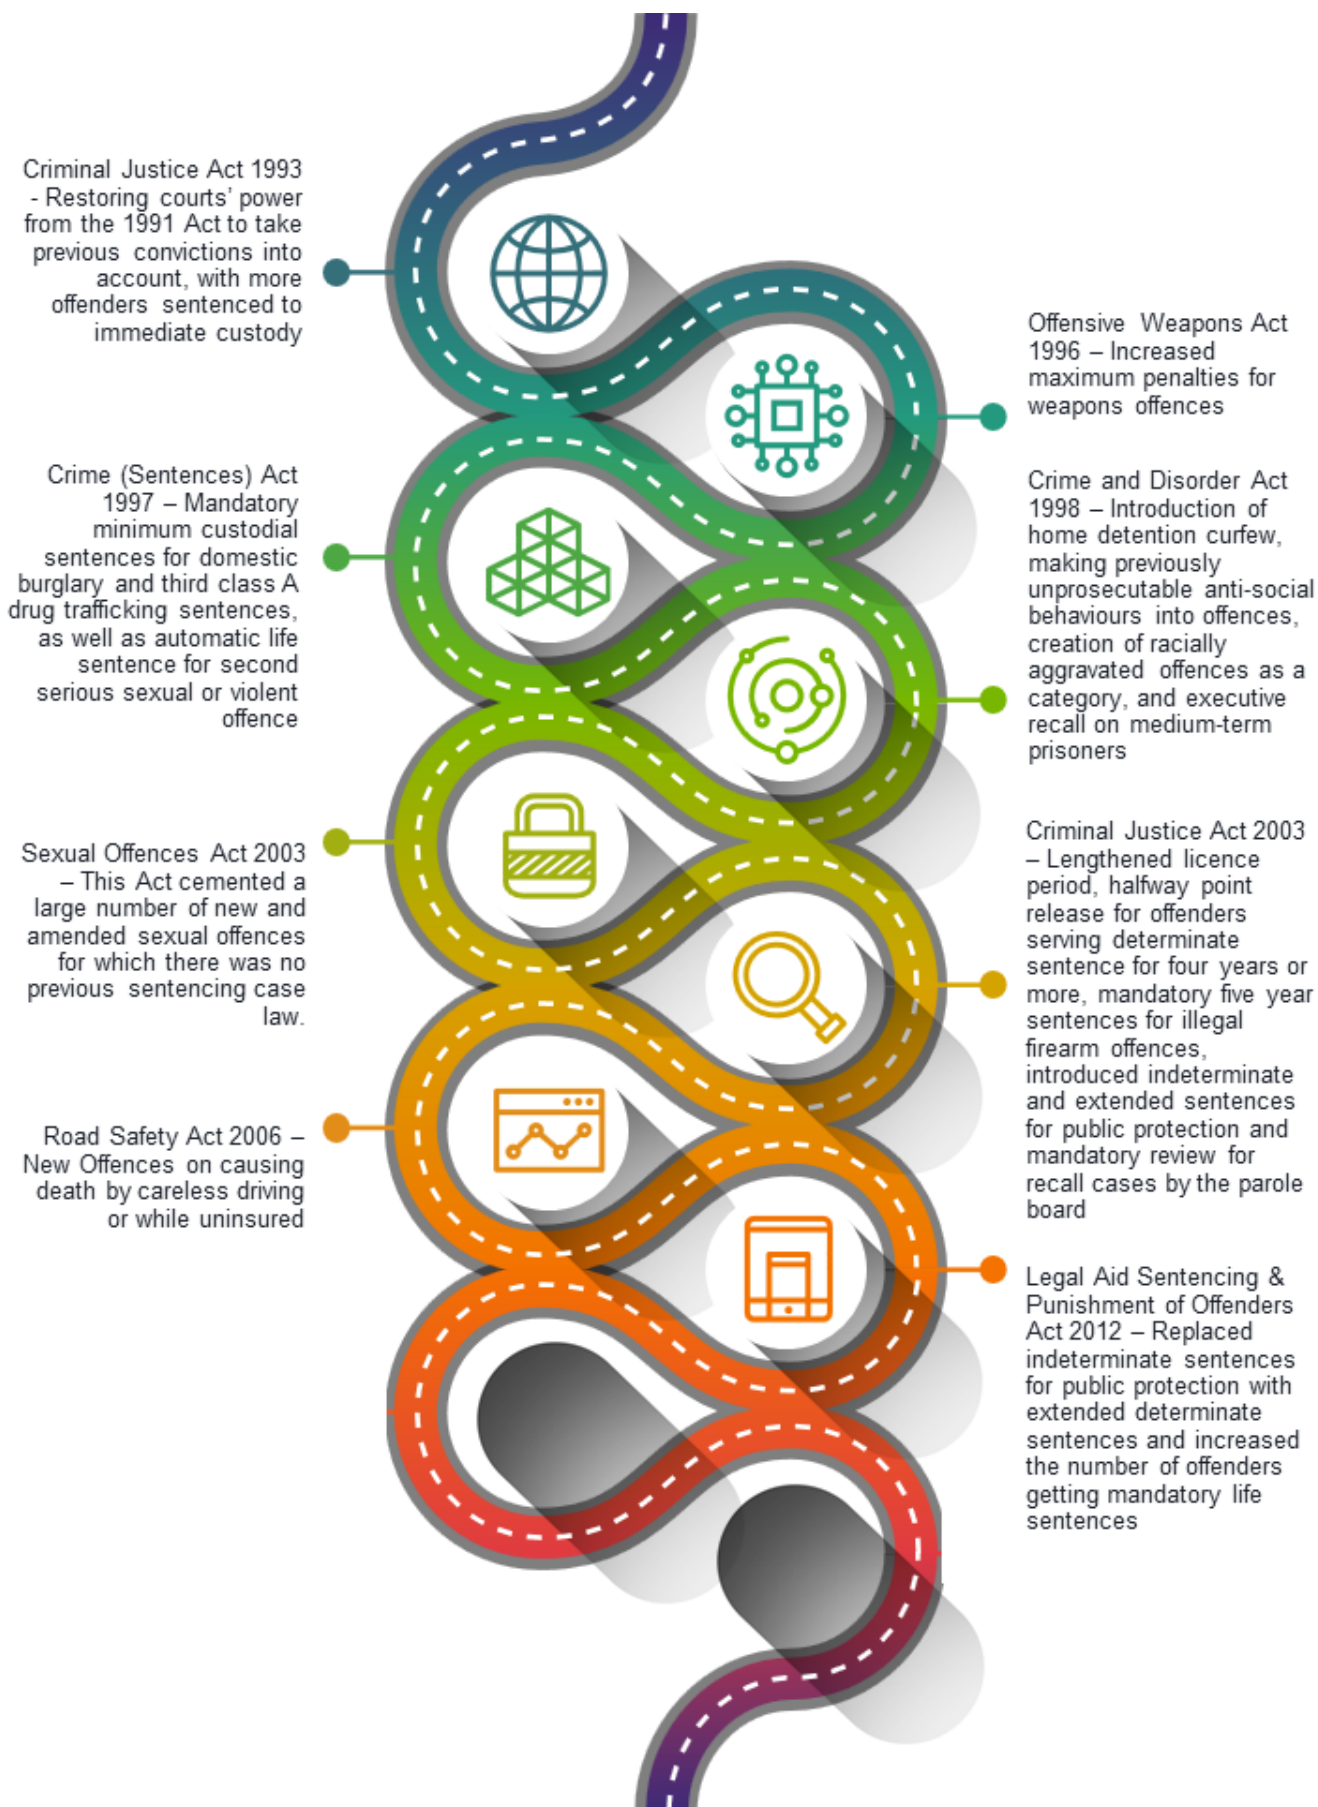 Criminal Justice Act 1993
- Restoring courts’ power
from the 1991 Act to take
previous convictions into
account, with more
offenders sentenced to
immediate custody
Offensive Weapons Act
1996 – Increased
maximum penalties for
weapons offences
Crime (Sentences) Act
1997 – Mandatory
minimum custodial
sentences for domestic
burglary and third class A
drug trafficking sentences,
as well as automatic life
sentence for second
serious sexual or violent
offence
Crime and Disorder Act
1998 – Introduction of
home detention curfew,
making previously
unprosecutable anti-social
behaviours into offences,
creation of racially
aggravated offences as a
category, and executive
recall on medium-term
prisoners
Sexual Offences Act 2003
– This Act cemented a
large number of new and
amended sexual offences
for which there was no
previous sentencing case
law.
Criminal Justice Act 2003
– Lengthened licence
period, halfway point
release for offenders
serving determinate
sentence for four years or
more, mandatory five year
sentences for illegal
firearm offences,
introduced indeterminate
and extended sentences
for public protection and
mandatory review for
recall cases by the parole
board
Road Safety Act 2006 –
New Offences on causing
death by careless driving
or while uninsured
Legal Aid Sentencing &
Punishment of Offenders
Act 2012 – Replaced
indeterminate sentences
for public protection with
extended determinate
sentences and increased
the number of offenders
getting mandatory life
sentences